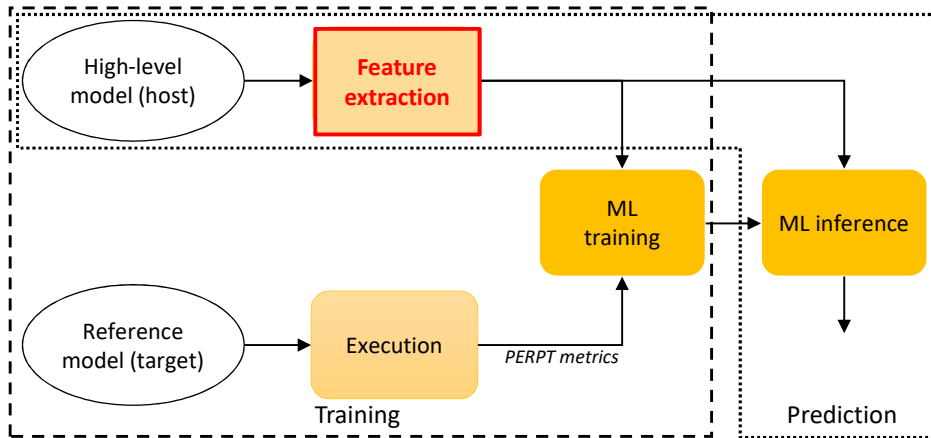 High-level
model (host)
Feature
extraction
ML
training
ML inference
Reference
model (target)
Execution
PERPT metrics
Training
Prediction